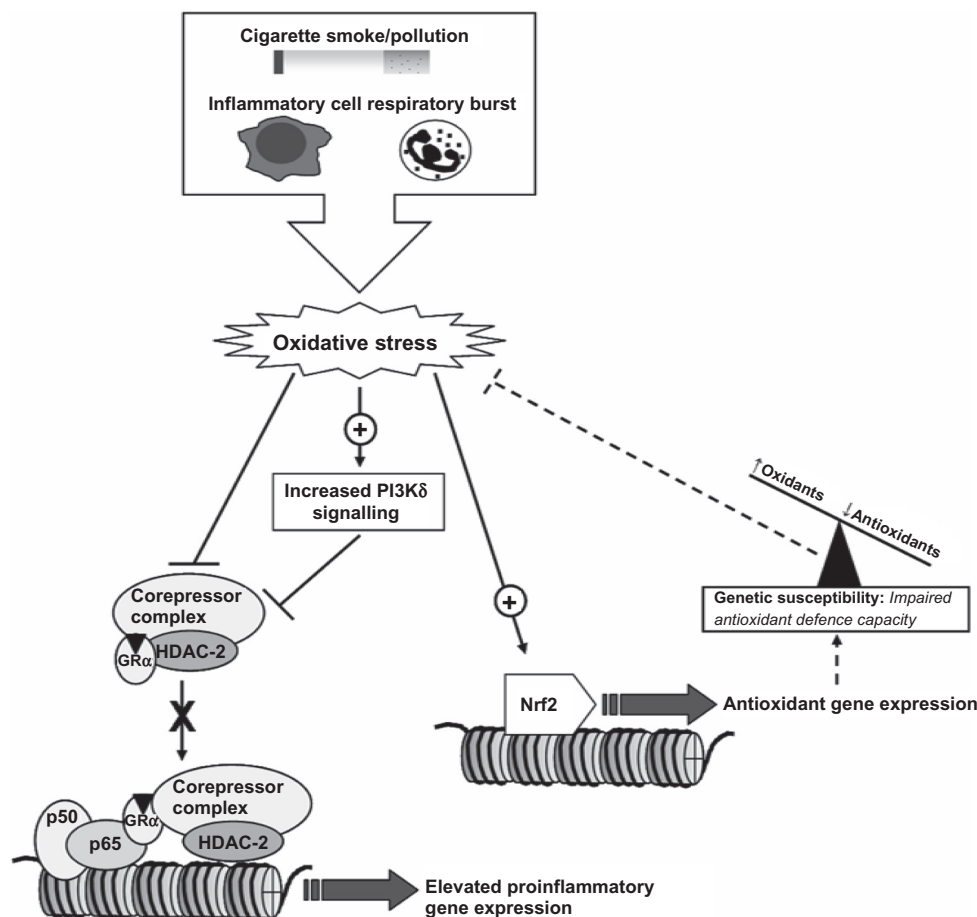 Cigarette smoke/pollution
Inflammatory cell respiratory burst
Oxidative stress
+
Increased PI3Kδ
signalling
↑Oxidants
↓Antioxidants
Genetic susceptibility: Impaired
antioxidant defence capacity
Corepressor
complex
GRα
HDAC-2
+
Nrf2
Antioxidant gene expression
X
Corepressor
complex
p50
GRα
p65
HDAC-2
Elevated proinflammatory
gene expression